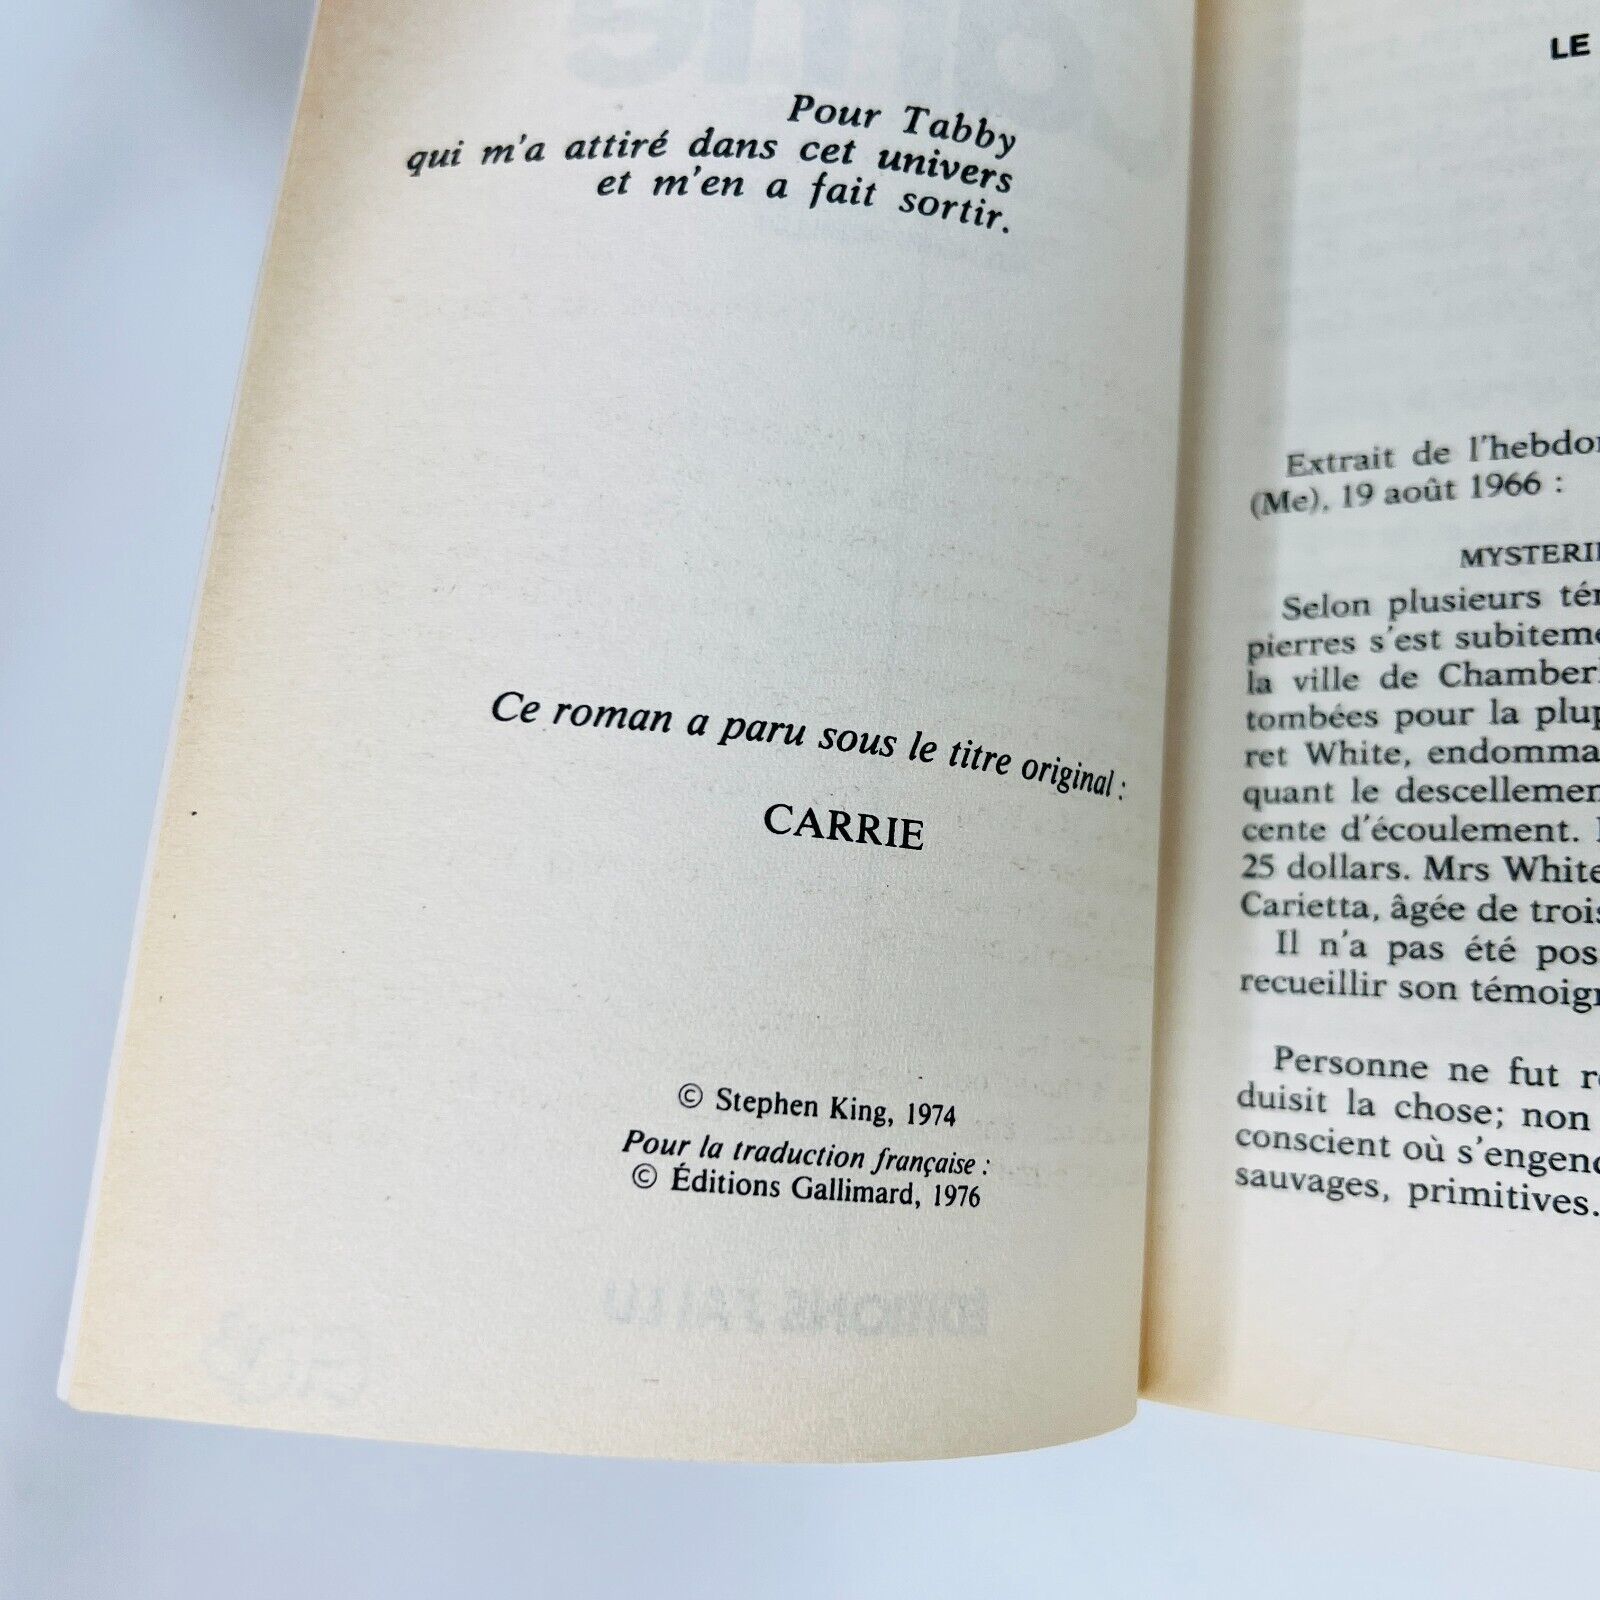 Pour Tabby
qui m'a attiré dans cet univers
et m'en a fait sortir.
Ce roman a paru sous le titre original :
CARRIE
© Stephen King, 1974
Pour la traduction française :
© Éditions Gallimard, 1976
LE
Extrait de l'hebdo
(Me), 19 août 1966 :
MYSTERI
Selon plusieurs té
pierres s'est subiteme
la ville de Chamber
tombées pour la plup
ret White, endomma
quant le descellemen
cente d'écoulement.
25 dollars. Mrs White
Carietta, âgée de trois
Il n'a pas été pos
recueillir son témoig
Personne ne fut r
duisit la chose; non
conscient où s'engen
sauvages, primitives.